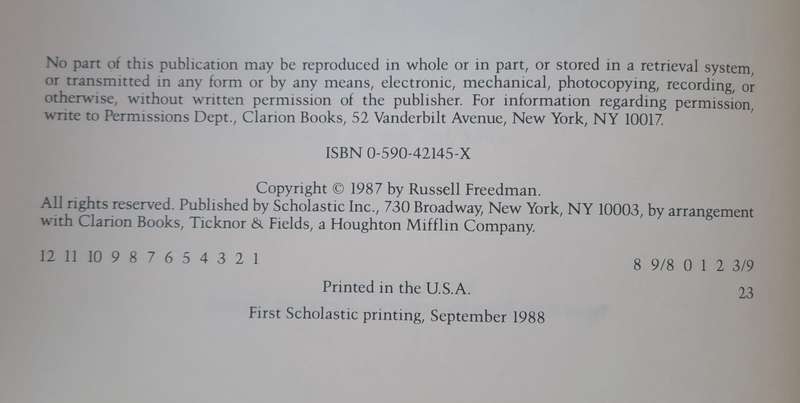 No part of this publication may be reproduced in whole or in part, or stored in a retrieval system,
or transmitted in any form or by any means, electronic, mechanical, photocopying, recording, or
otherwise, without written permission of the publisher. For information regarding permission,
write to Permissions Dept., Clarion Books, 52 Vanderbilt Avenue, New York, NY 10017.
ISBN 0-590-42145-X
Copyright © 1987 by Russell Freedman.
All rights reserved. Published by Scholastic Inc., 730 Broadway, New York, NY 10003, by arrangement
with Clarion Books, Ticknor & Fields, a Houghton Mifflin Company.
12 11 10 9 8 7 6 5 4 3 2 1 8 9/8 0 1 2 3/9
Printed in the U.S.A. 23
First Scholastic printing, September 1988